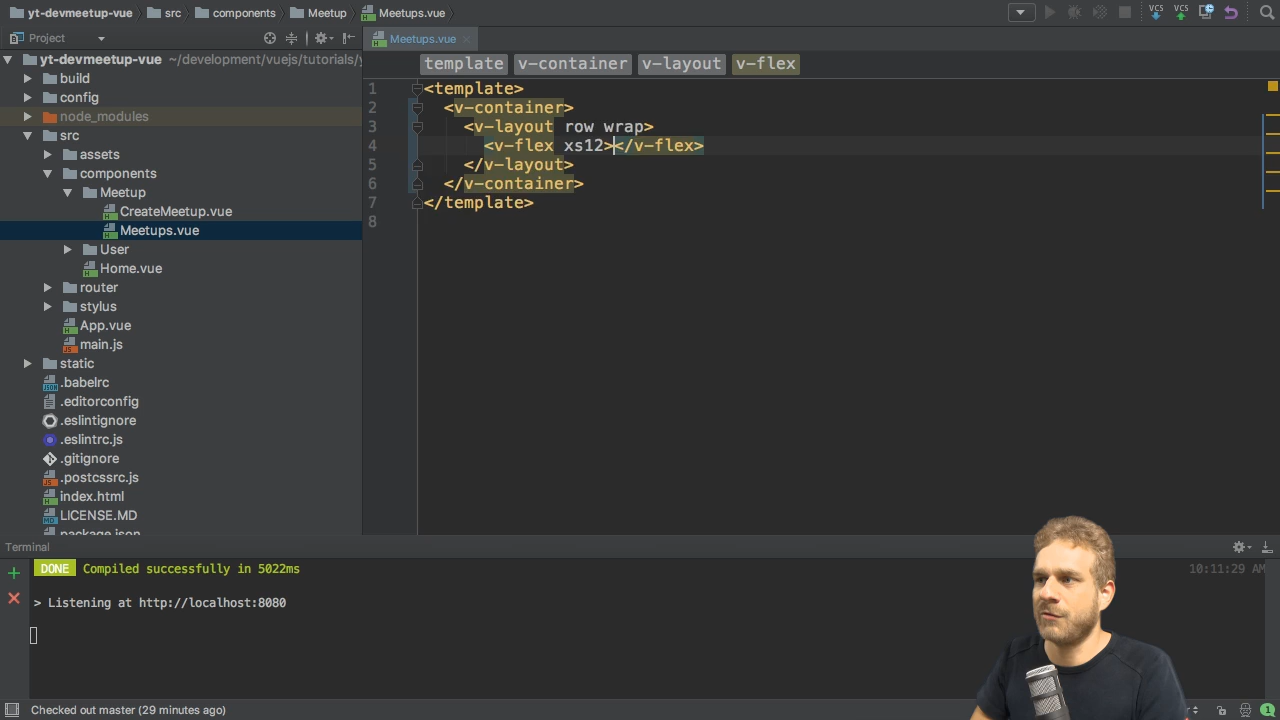 yt-devmeetup-vue src components Meetup Meetups.vue
Project
Meetups.vue
VCS VCS
yt-devmeetup-vue ~/development/vuejs/tutorials/
build
config
node_modules
src
assets
components
Meetup
CreateMeetup.vue
Meetups.vue
User
Home.vue
router
stylus
App.vue
main.js
static
.babelrc
.editorconfig
.eslintignore
.eslintrc.js
.gitignore
.postcssrc.js
index.html
LICENSE.MD
package.json
template v-container v-layout v-flex
1 <template>
2 <v-container>
3 <v-layout row wrap>
4 <v-flex xs12></v-flex>
5 </v-layout>
6 </v-container>
7 </template>
8
Terminal
DONE Compiled successfully in 5022ms 10:11:29 AM
> Listening at http://localhost:8080
Checked out master (29 minutes ago)
1